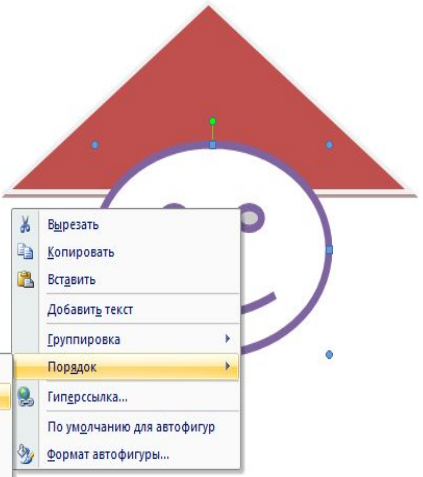 Вырезать
Копировать
Вставить
Добавить текст
Группировка
Порядок
Гиперссылка...
По умолчанию для автофигур
Формат автофигуры...